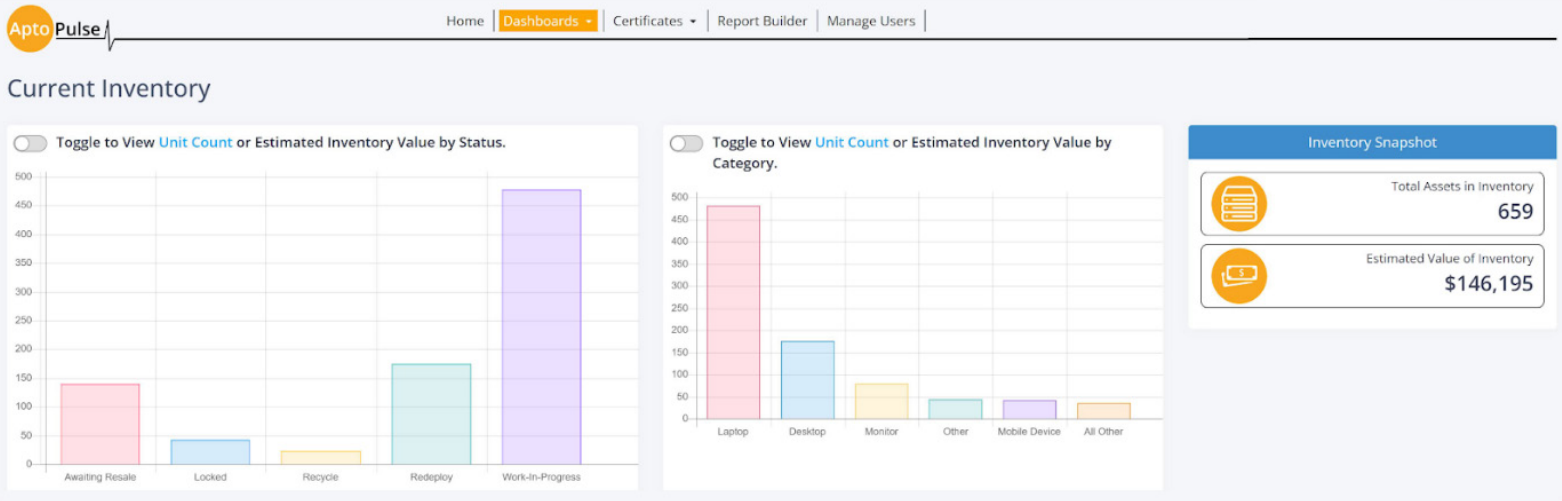 Apto Pulse
Home Dashboards Certificates Report Builder Manage Users
Current Inventory
Toggle to View Unit Count or Estimated Inventory Value by Status.
500
450
400
350
300
250
200
150
100
50
0
Awaiting Resale Locked Recycle Redeploy Work-In-Progress
Toggle to View Unit Count or Estimated Inventory Value by
Category.
500
450
400
350
300
250
200
150
100
50
0
Laptop Desktop Monitor Other Mobile Device All Other
Inventory Snapshot
Total Assets in Inventory
659
$
Estimated Value of Inventory
$146,195